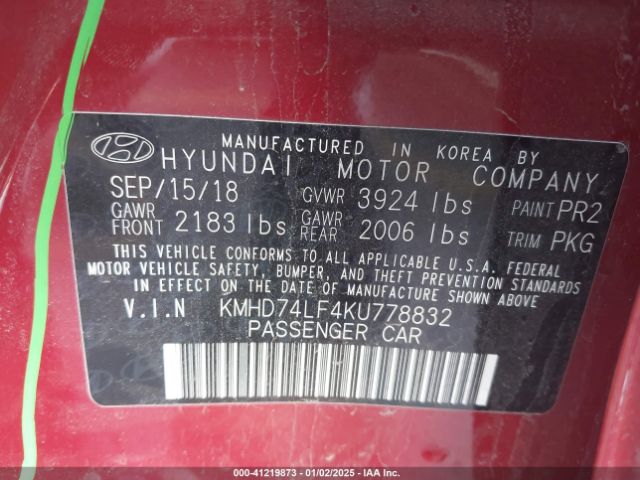 MANUFACTURED IN KOREA BY
HYUNDAI MOTOR COMPANY
SEP/15/18 GVWR 3924 lbs PAINT PR2
GAWR FRONT 2183 lbs GAWR REAR 2006 lbs TRIM PKG
THIS VEHICLE CONFORMS TO ALL APPLICABLE U.S.A. FEDERAL
MOTOR VEHICLE SAFETY, BUMPER, AND THEFT PREVENTION STANDARDS
IN EFFECT ON THE DATE OF MANUFACTURE SHOWN ABOVE
V.I.N KMHD74LF4KU778832
PASSENGER CAR
000-41219873 - 01/02/2025 - IAA Inc.